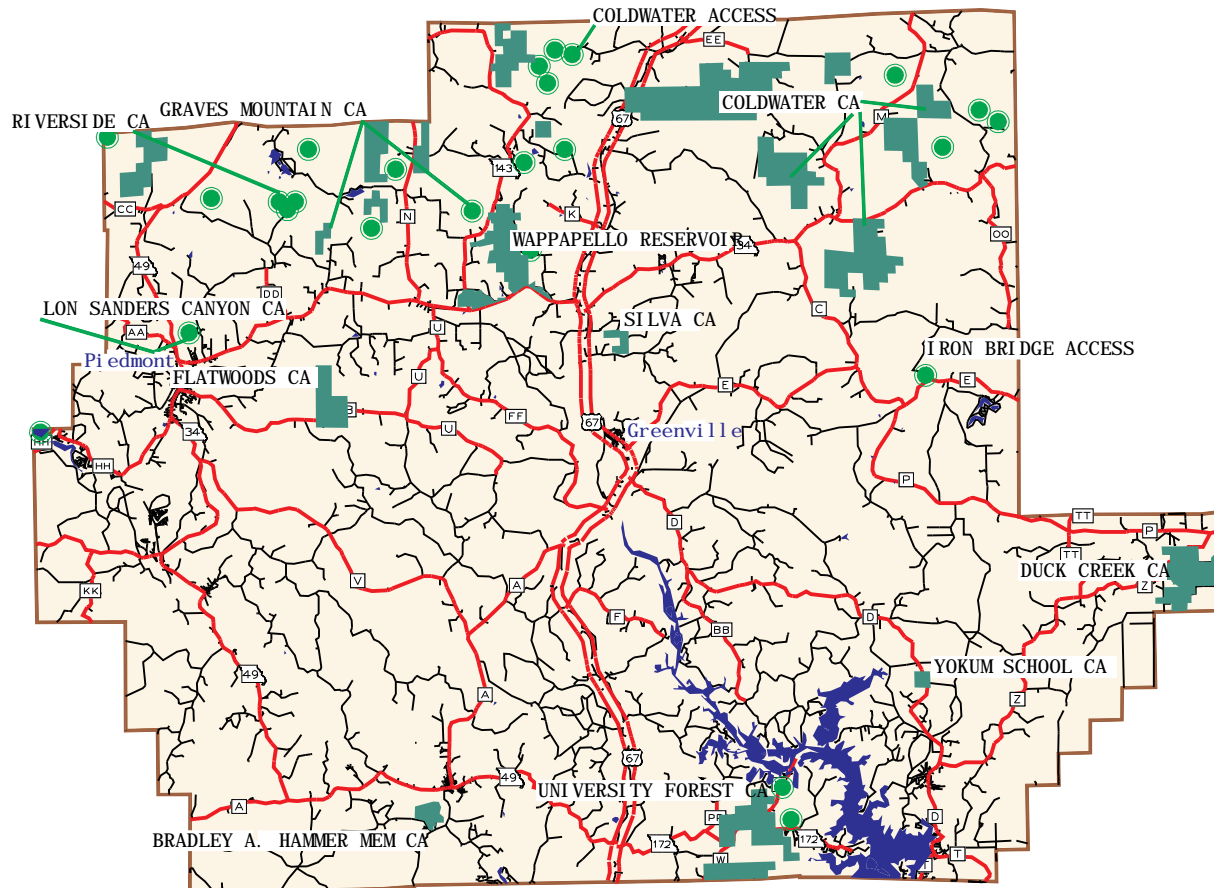 COLDWATER ACCESS
EE
67
GRAVES MOUNTAIN CA
COLDWATER CA
RIVERSIDE CA
M
143
CC
N
K
WAPPAPELLO RESERVOIR
34
OO
49
DD
LON SANDERS CANYON CA
C
AA
U
SILVA CA
Piedmont
IRON BRIDGE ACCESS
FLATWOODS CA
U
E
E
B
FF
U
67
Greenville
34
HH
HH
P
D
TT
P
TT
DUCK CREEK CA
V
A
Z
KK
F
BB
D
YOKUM SCHOOL CA
49
A
Z
67
49
UNIVERSITY FOREST CA
A
PP
D
BRADLEY A. HAMMER MEM CA
172
172
W
T
T